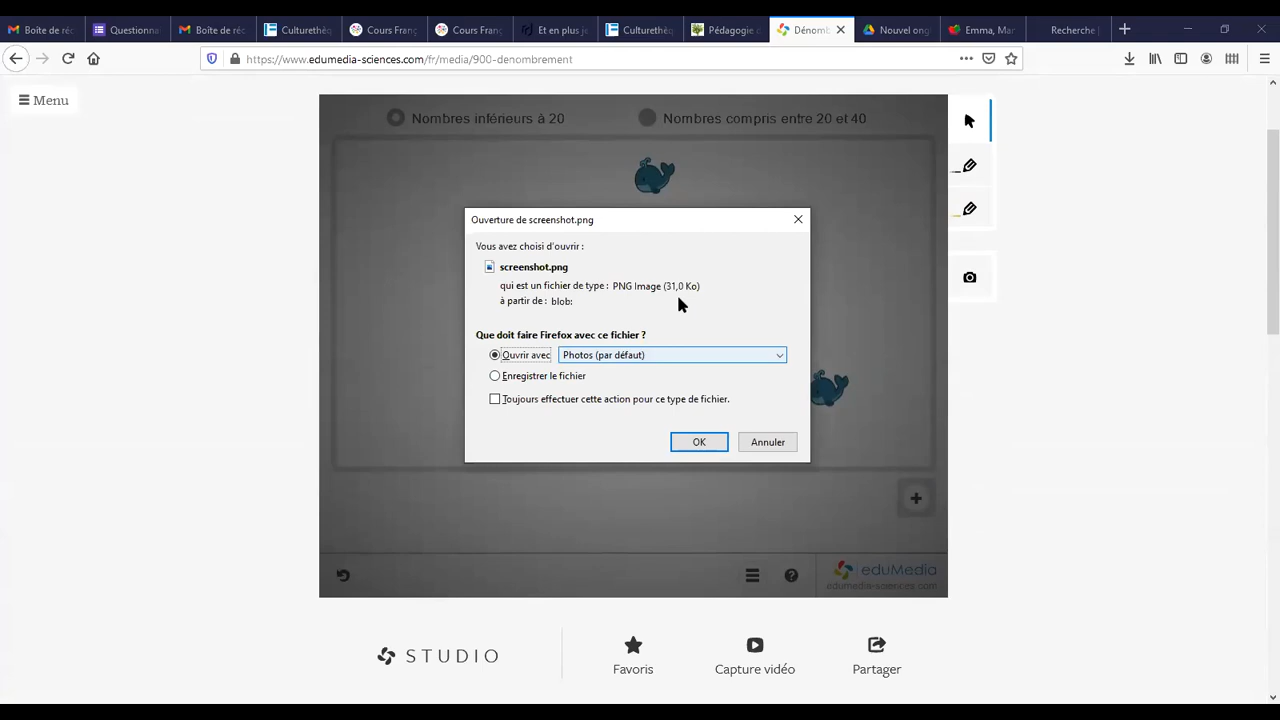 Boîte de ré
Questionna
Boîte de réc
Culturethèq
Cours Franç
Cours Franç
Et en plus je
Culturethèq
Pédagogie d
Dénomb
Nouvel ong
Emma, Mar
Recherche |
https://www.edumedia-sciences.com/fr/media/900-denombrement
Menu
Nombres inférieurs à 20
Nombres compris entre 20 et 40
Ouverture de screenshot.png
Vous avez choisi d'ouvrir :
screenshot.png
qui est un fichier de type : PNG Image (31,0 Ko)
à partir de : blob:
Que doit faire Firefox avec ce fichier ?
Ouvrir avec Photos (par défaut)
Enregistrer le fichier
Toujours effectuer cette action pour ce type de fichier.
OK
Annuler
eduMedia
edumedia-sciences.com
STUDIO
Favoris
Capture vidéo
Partager